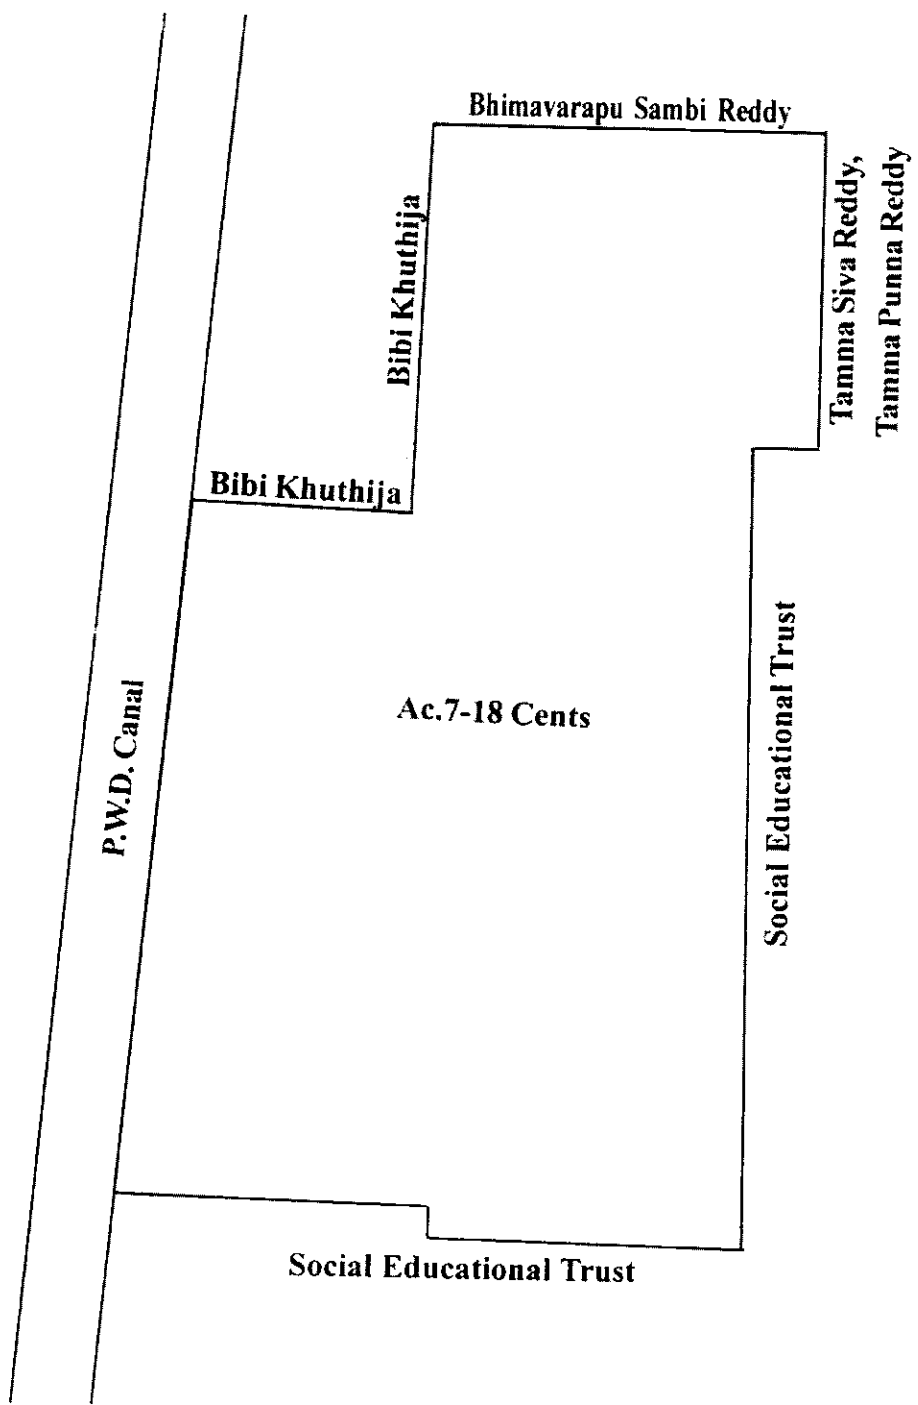 Bhimavarapu Sambi Reddy
Bibi Khuthija
Tamma Siva Reddy,
Tamma Punna Reddy
Bibi Khuthija
Ac.7-18 Cents
P.W.D. Canal
Social Educational Trust
Social Educational Trust